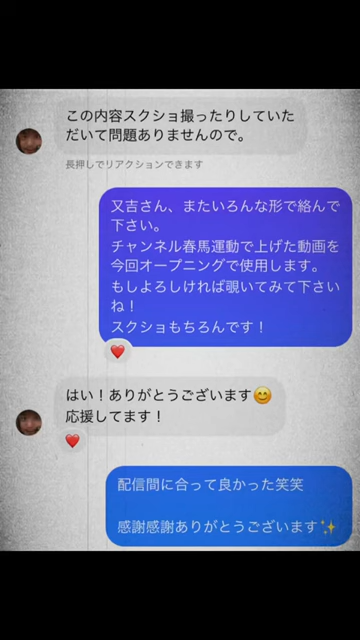 この内容スクショ撮ったりしていた
だいて問題ありませんので。
長押しでリアクションできます
又吉さん、またいろんな形で絡んで
下さい。
チャンネル春馬運動で上げた動画を
今回オープニングで使用します。
もしよろしければ覗いてみて下さい
ね！
スクショもちろんです！
はい！ありがとうございます😊
応援してます！
配信間に合って良かった笑笑
感謝感謝ありがとうございます✨